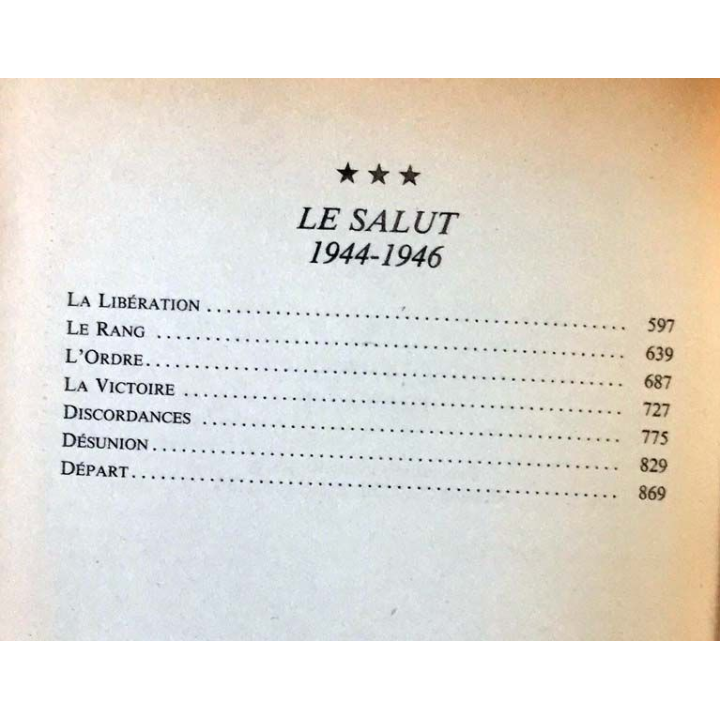 ★ ★ ★
LE SALUT
1944-1946
LA LIBÉRATION ........................................ 597
LE RANG ........................................ 639
L'ORDRE ........................................ 687
LA VICTOIRE ........................................ 727
DISCORDANCES ........................................ 775
DÉSUNION ........................................ 829
DÉPART ........................................ 869